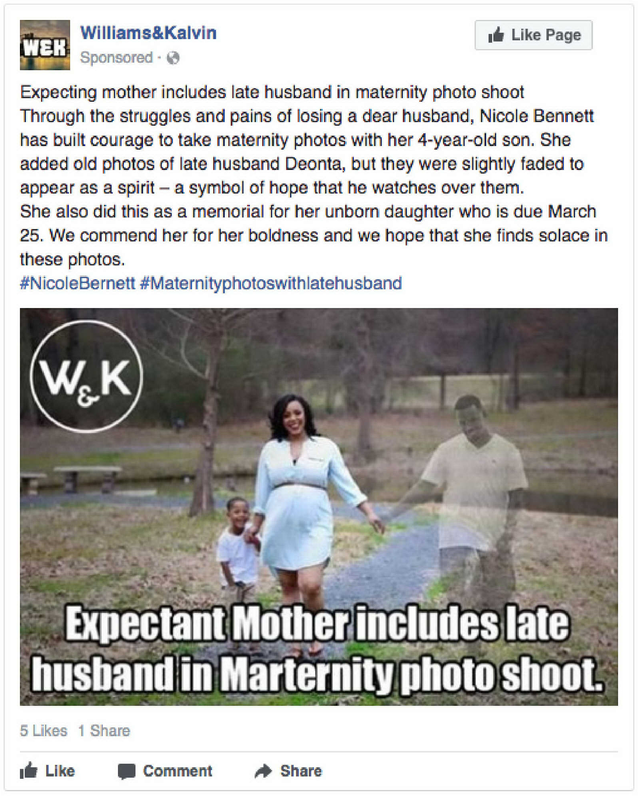 WEK
Williams&Kalvin
Sponsored ·
Like Page
Expecting mother includes late husband in maternity photo shoot
Through the struggles and pains of losing a dear husband, Nicole Bennett
has built courage to take maternity photos with her 4-year-old son. She
added old photos of late husband Deonta, but they were slightly faded to
appear as a spirit – a symbol of hope that he watches over them.
She also did this as a memorial for her unborn daughter who is due March
25. We commend her for her boldness and we hope that she finds solace in
these photos.
#NicoleBernett #Maternityphotoswithlatehusband
W&K
Expectant Mother includes late
husband in Marternity photo shoot.
5 Likes 1 Share
Like Comment Share